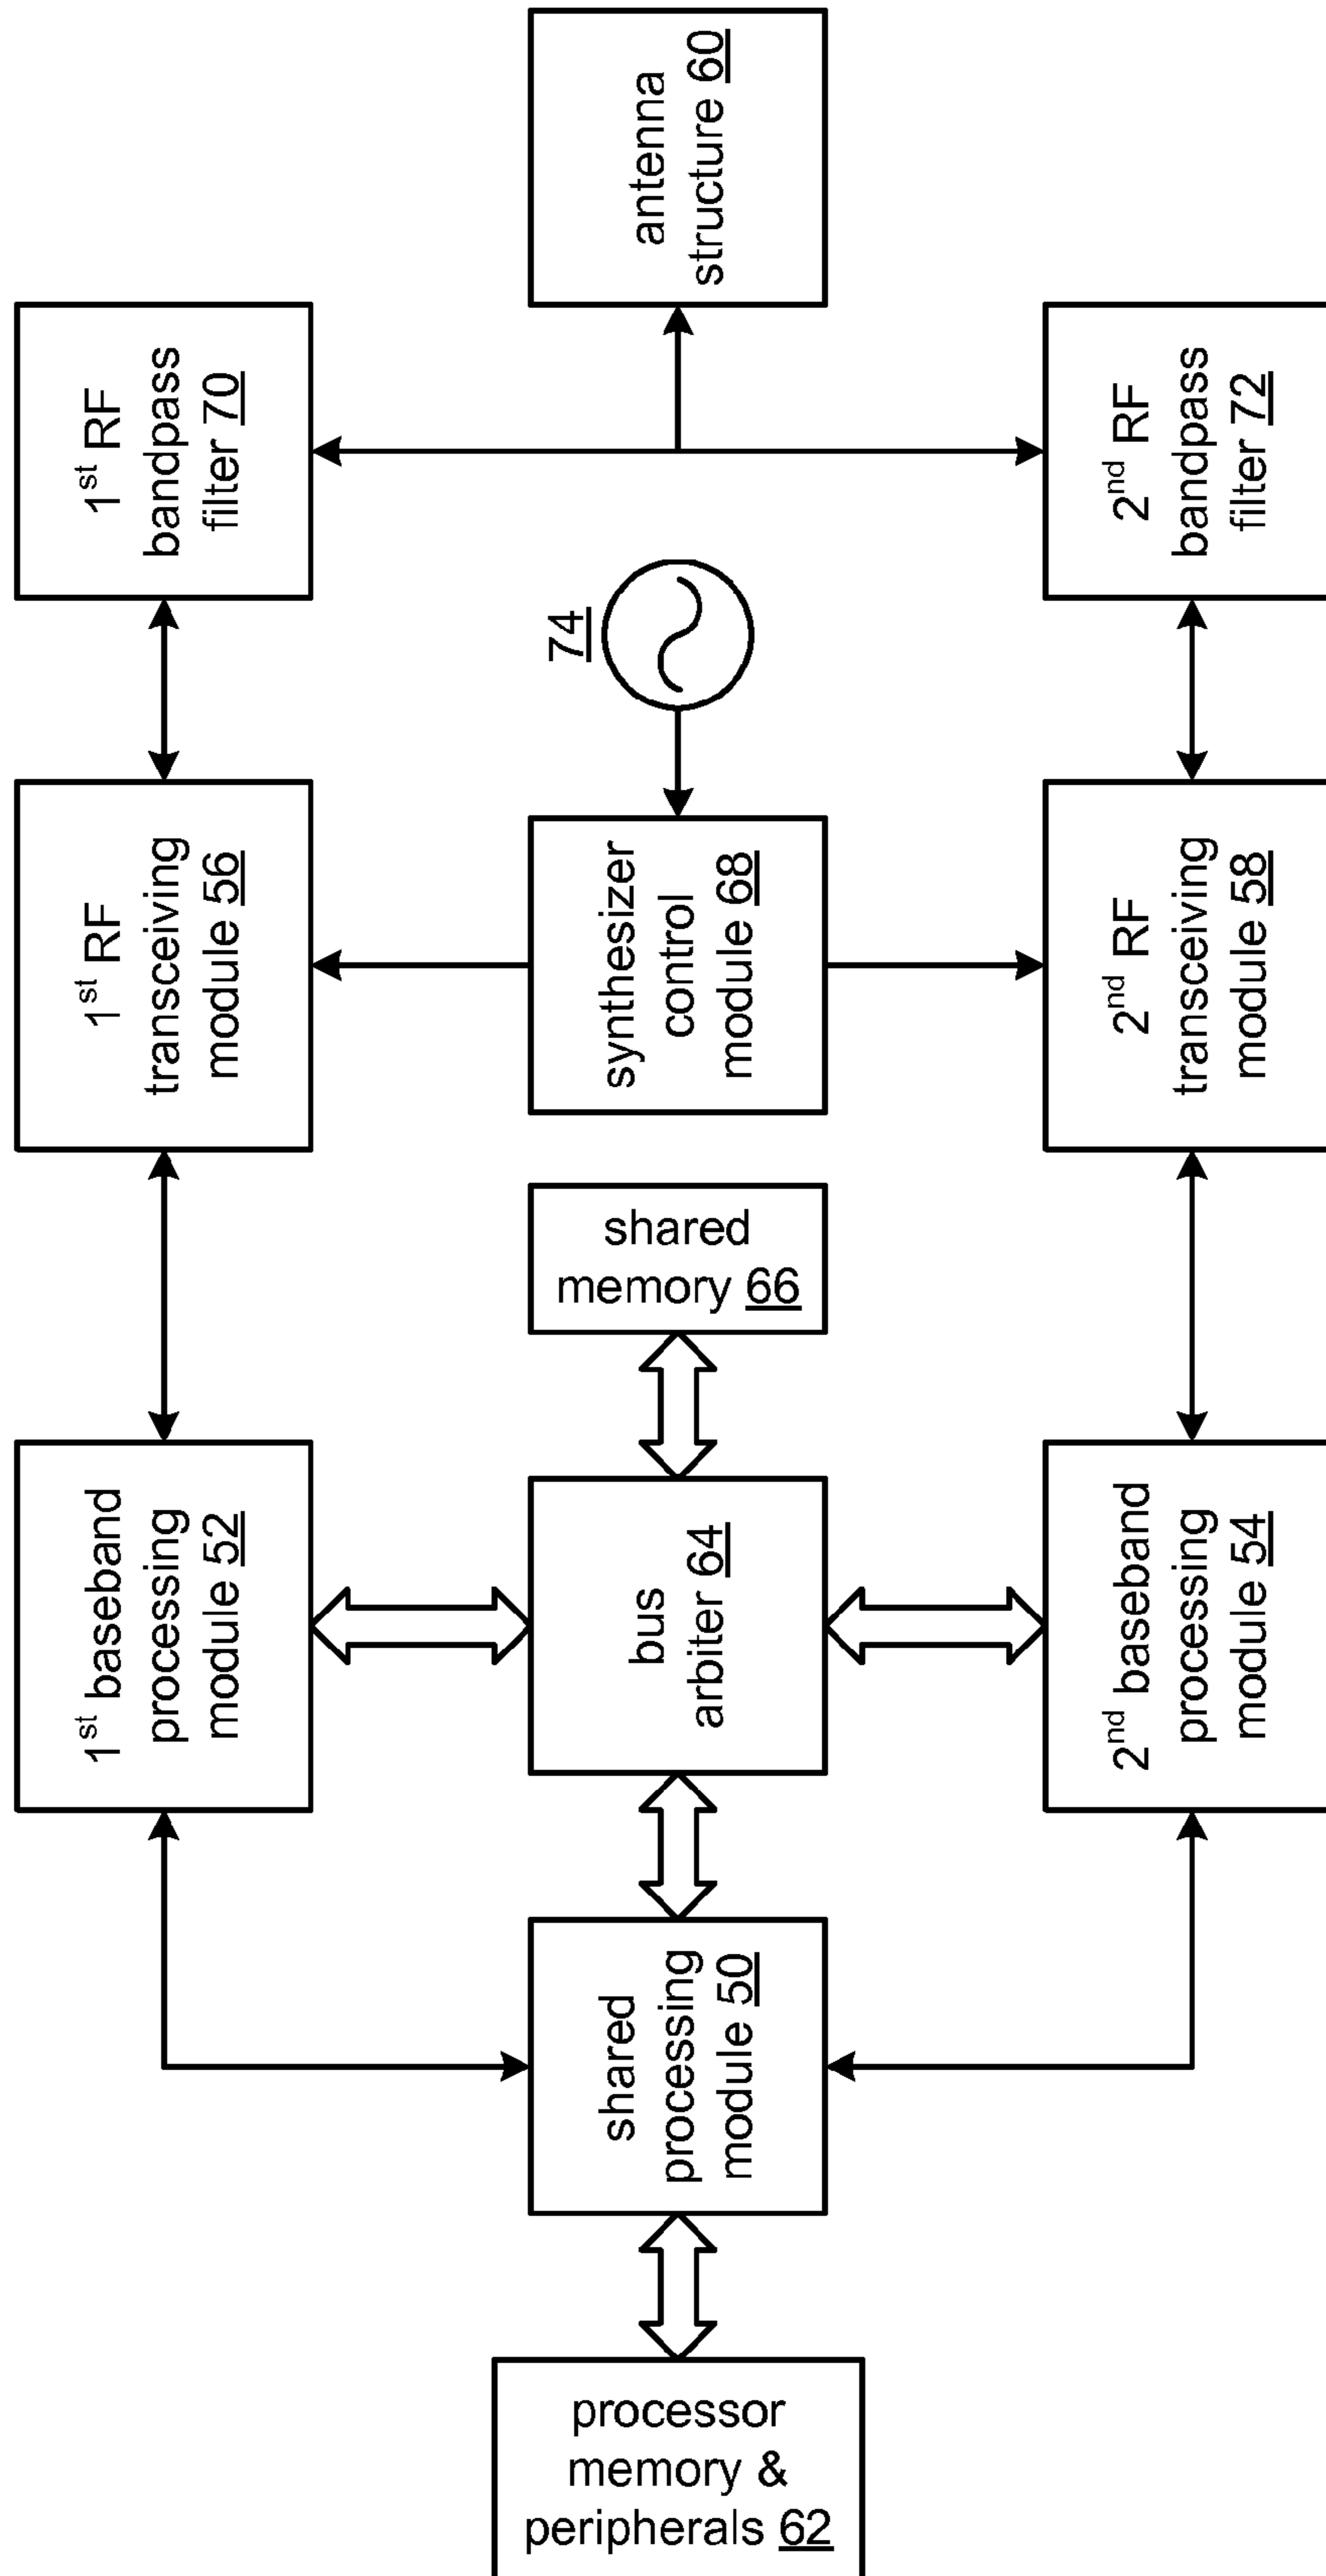 1st RF
bandpass
filter 70
antenna
structure 60
2nd RF
bandpass
filter 72
74
1st RF
transceiving
module 56
synthesizer
control
module 68
2nd RF
transceiving
module 58
shared
memory 66
1st baseband
processing
module 52
bus
arbiter 64
2nd baseband
processing
module 54
shared
processing
module 50
processor
memory &
peripherals 62